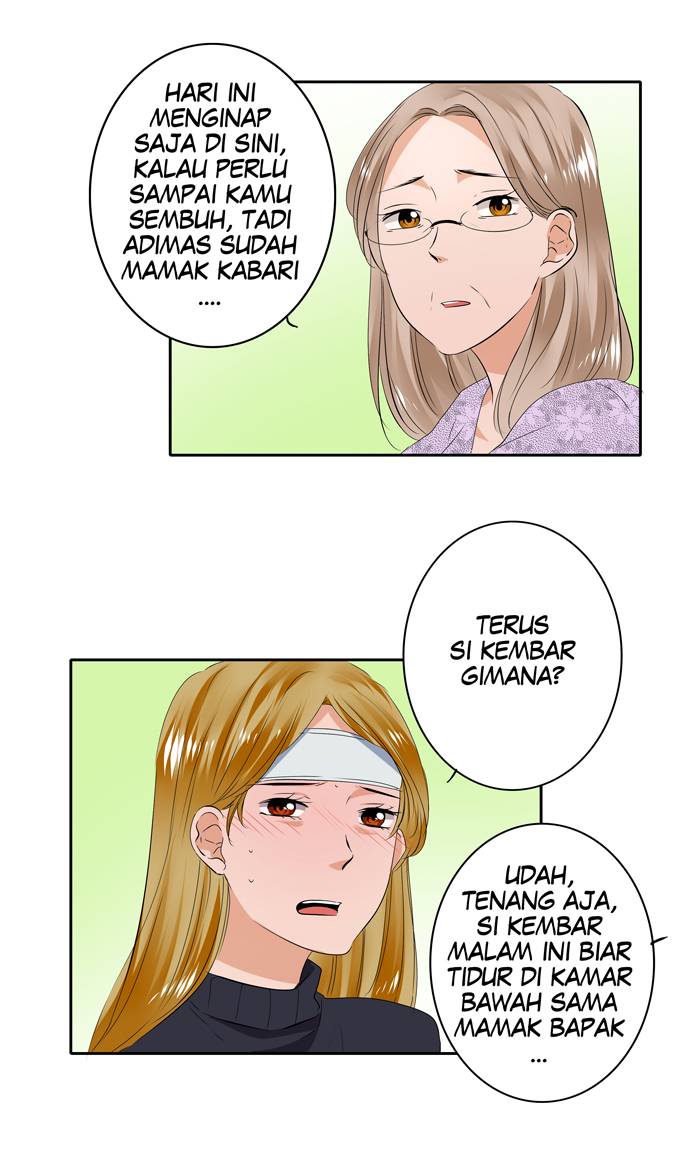 HARI INI
MENGINAP
SAJA DI SINI,
KALAU PERLU
SAMPAI KAMU
SEMBUH, TADI
ADIMAS SUDAH
MAMAK KABARI
....
TERUS
SI KEMBAR
GIMANA?
UDAH,
TENANG AJA,
SI KEMBAR
MALAM INI BIAR
TIDUR DI KAMAR
BAWAH SAMA
MAMAK BAPAK
...